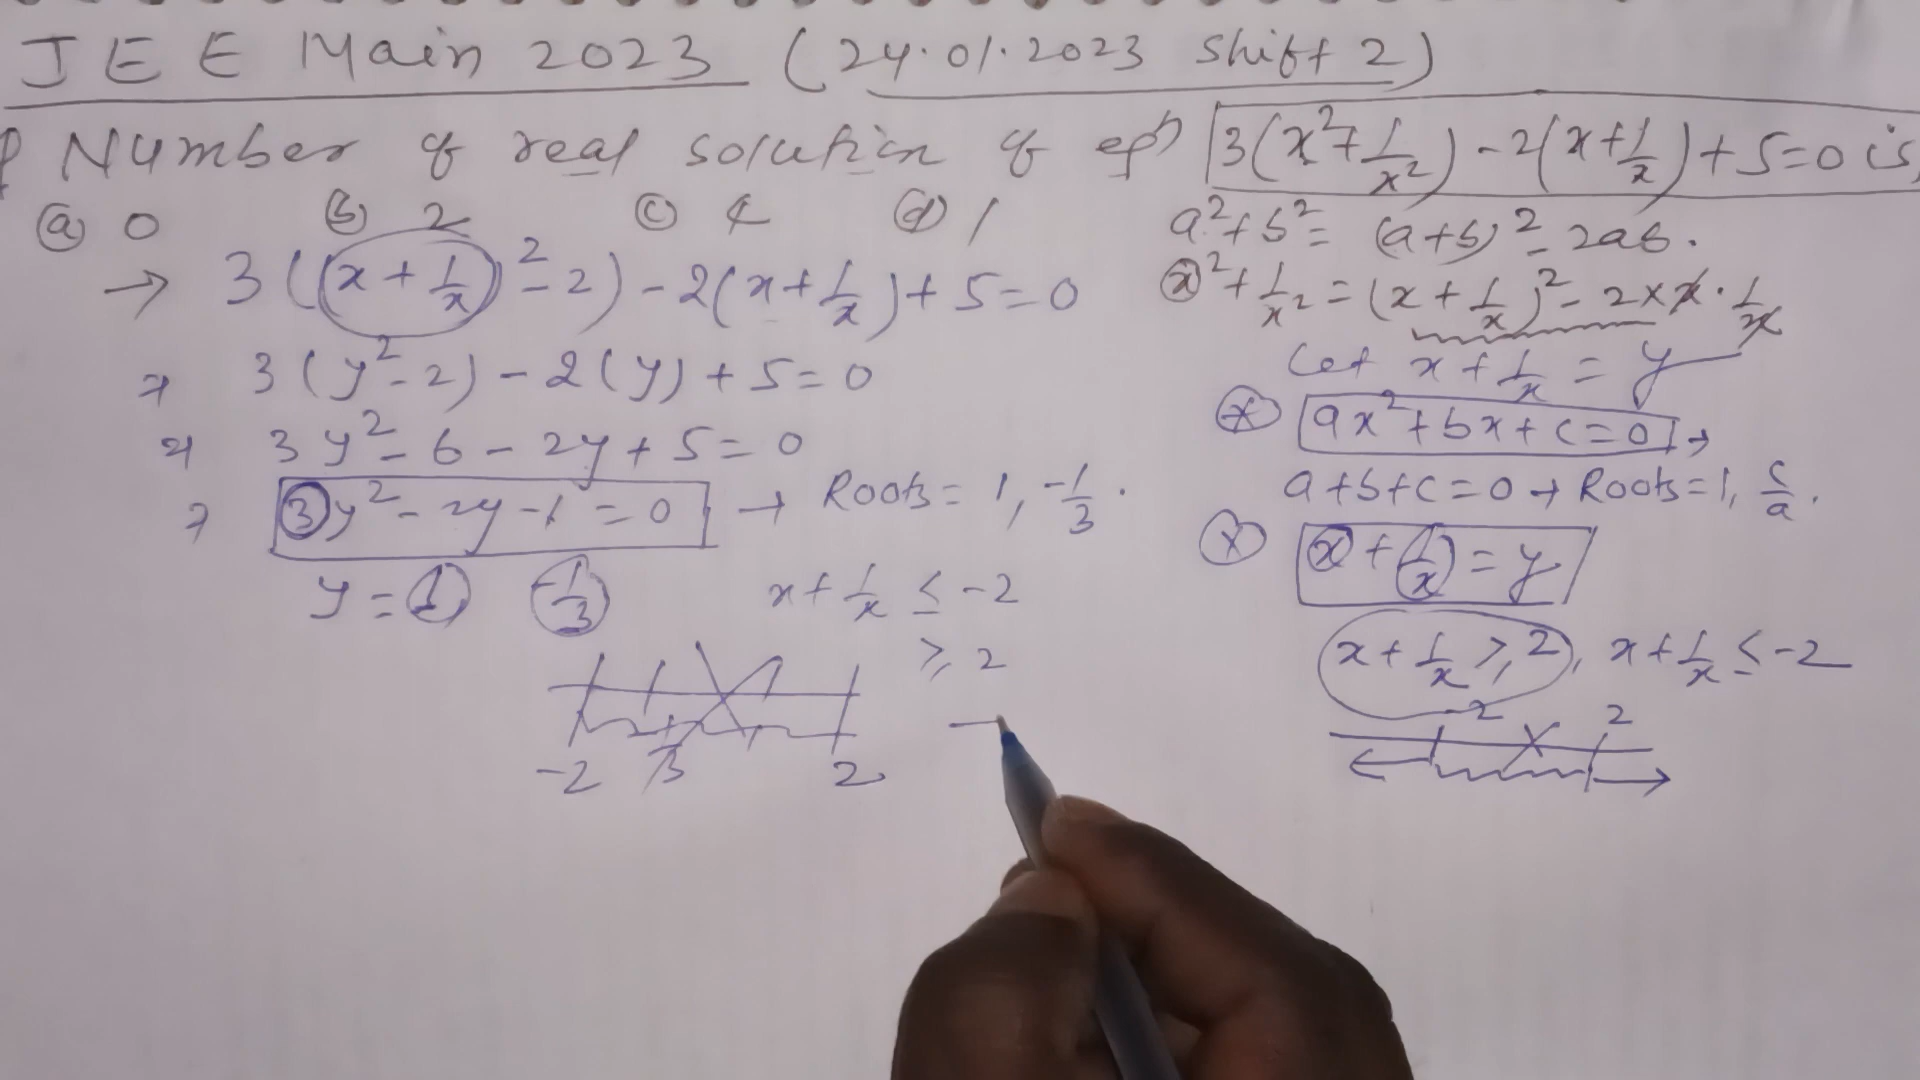 JEE Main 2023 (24.01.2023 Shift 2)
Number of real solution of eqn 3(x²+1/x²)-2(x+1/x)+5=0 is,
(a) 0 (b) 2 (c) 4 (d) 1
a²+b²= (a+b)²-2ab.
→ 3((x+1/x)²-2)-2(x+1/x)+5=0
x²+1/x²=(x+1/x)²-2×x·1/x
Let x+1/x=y
⇒ 3(y²-2)-2(y)+5=0
(*) ax²+bx+c=0→
⇒ 3y²-6-2y+5=0
a+b+c=0→Roots=1, c/a.
⇒ 3y²-2y-1=0 → Roots=1, -1/3.
(*) x+1/x=y
y=1, -1/3
x+1/x ≤ -2
≥ 2
x+1/x ≥ 2, x+1/x ≤ -2
-2 2
-2 2